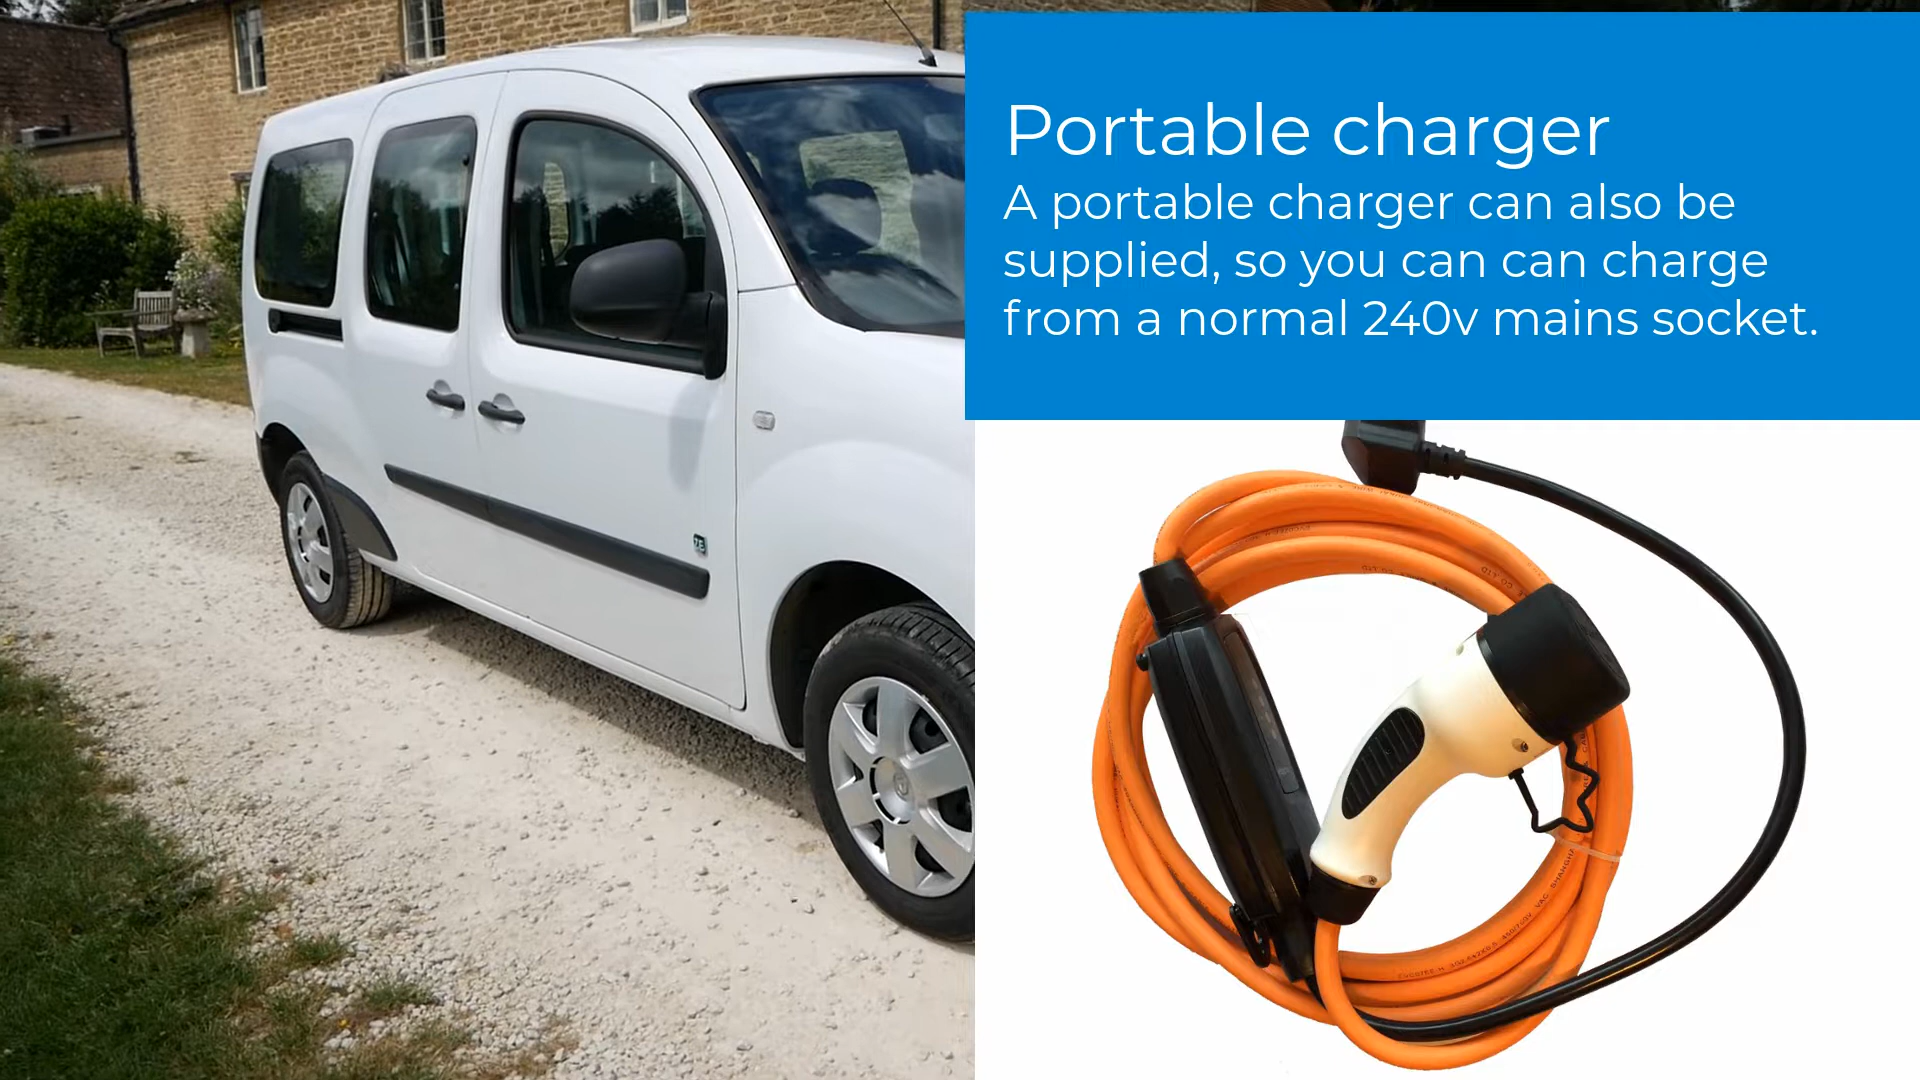 Portable charger
A portable charger can also be
supplied, so you can can charge
from a normal 240v mains socket.